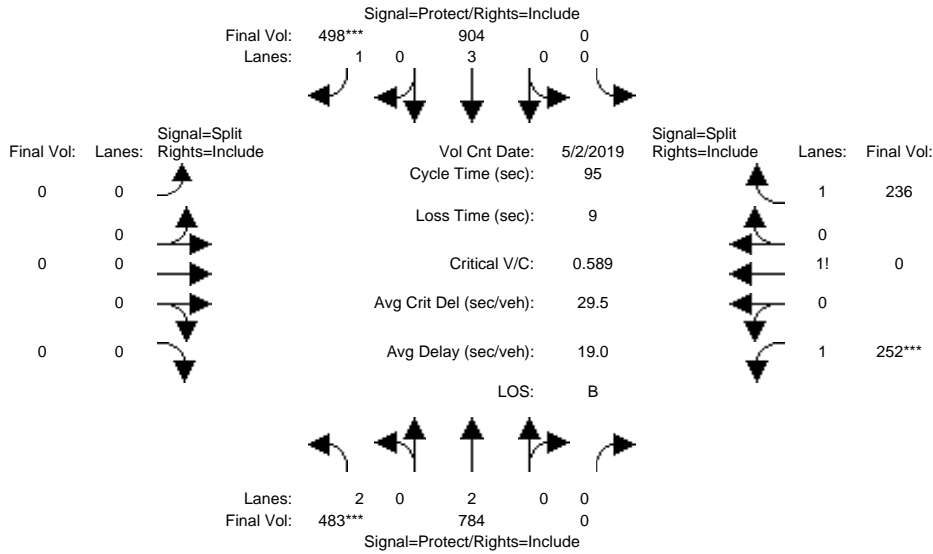 Signal=Protect/Rights=Include
Final Vol: 498*** 904 0
Lanes: 1 0 3 0 0
Signal=Split Signal=Split
Final Vol: Lanes: Rights=Include Vol Cnt Date: 5/2/2019 Rights=Include Lanes: Final Vol:
Cycle Time (sec): 95
0 0 1 236
Loss Time (sec): 9
0 0
0 0 Critical V/C: 0.589 1! 0
0 Avg Crit Del (sec/veh): 29.5 0
0 0 Avg Delay (sec/veh): 19.0 1 252***
LOS: B
Lanes: 2 0 2 0 0
Final Vol: 483*** 784 0
Signal=Protect/Rights=Include